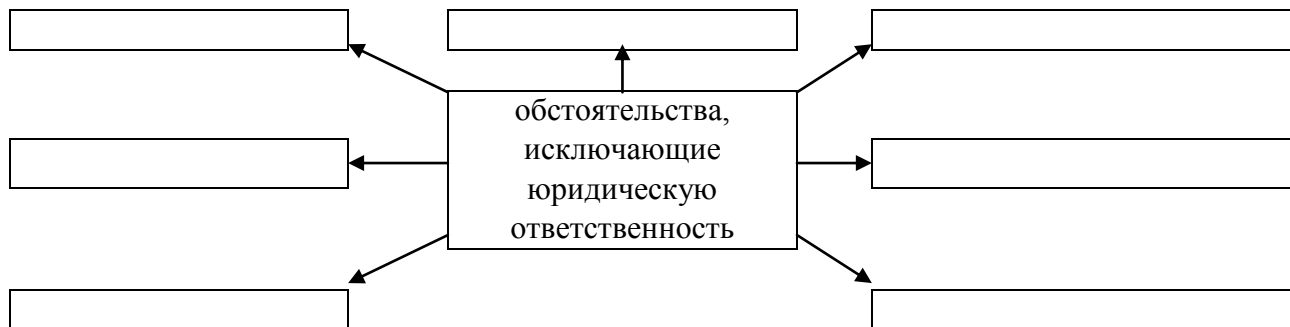 обстоятельства,
исключающие
юридическую
ответственность